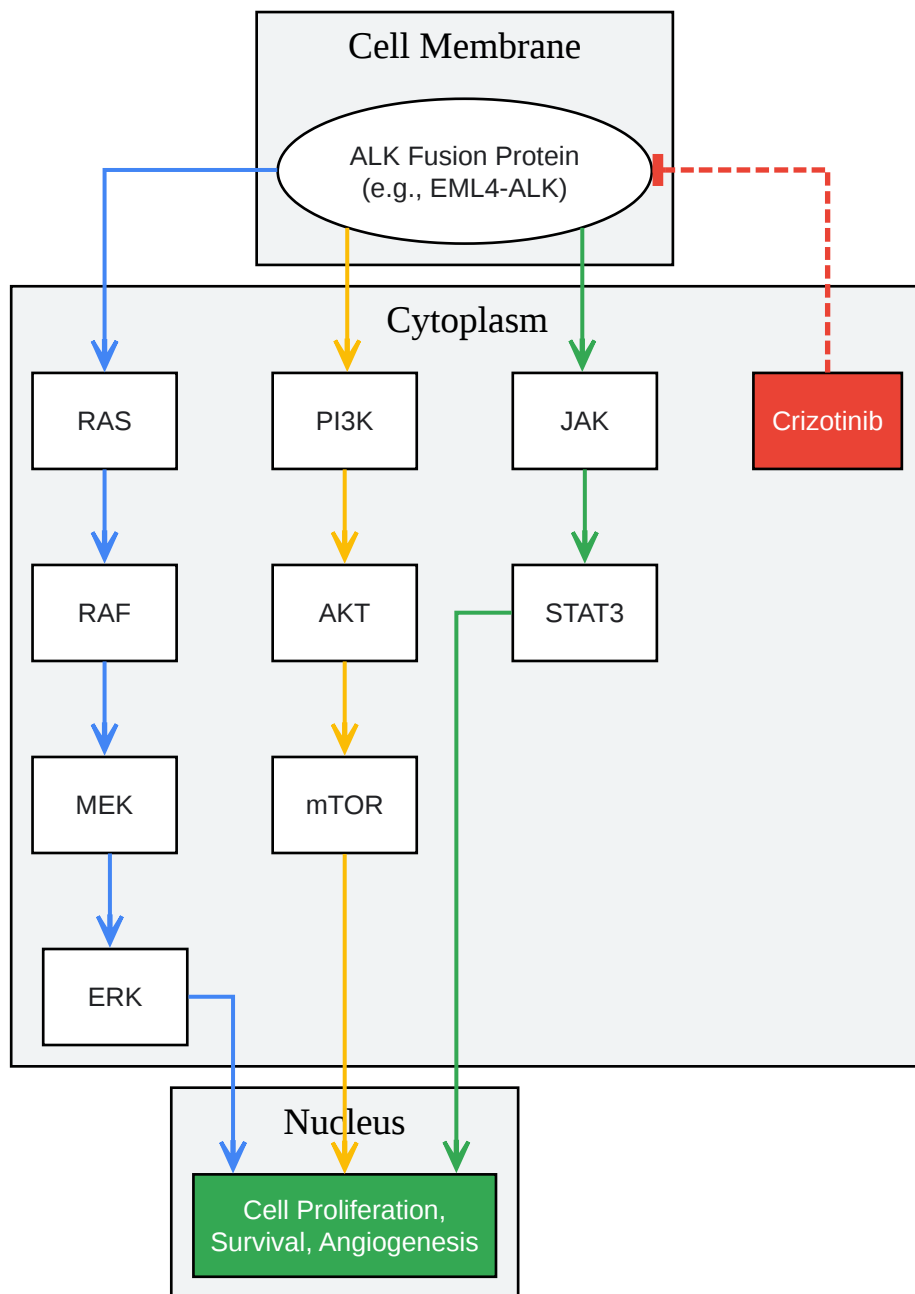 Cell Membrane
ALK Fusion Protein
(e.g., EML4-ALK)
Cytoplasm
RAS
PI3K
JAK
Crizotinib
RAF
AKT
STAT3
MEK
mTOR
ERK
Nucleus
Cell Proliferation,
Survival, Angiogenesis